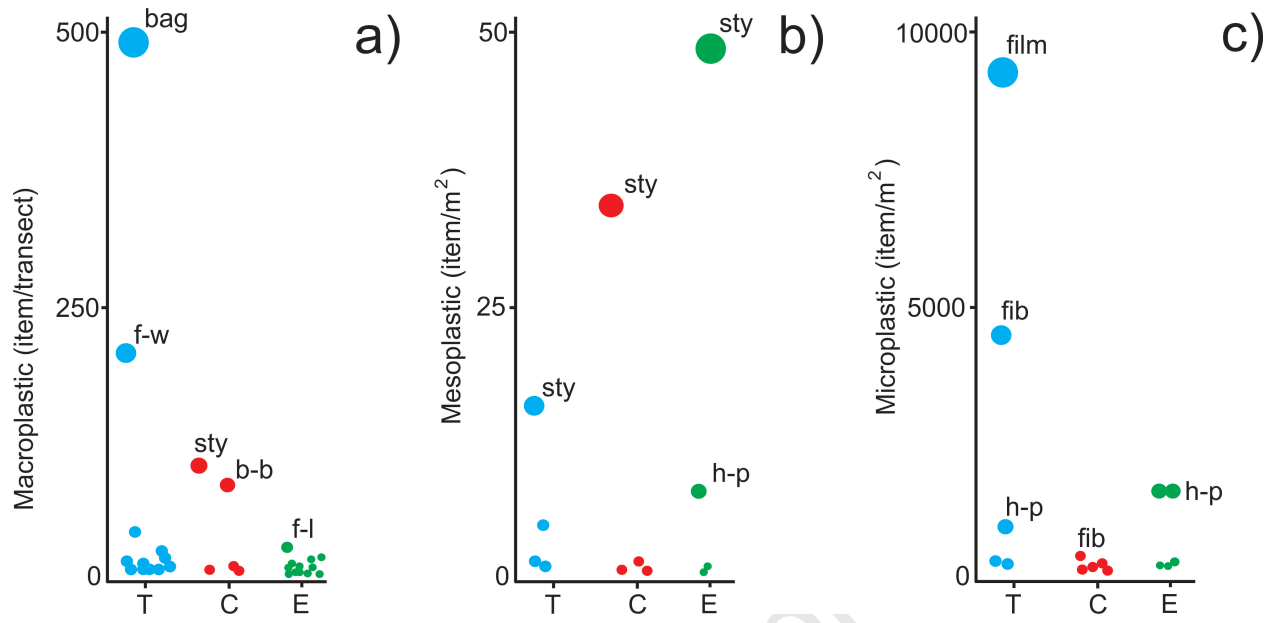 a)
Macroplastic (item/transect)
500
250
0
bag
f-w
sty
b-b
f-l
T C E
b)
Mesoplastic (item/m²)
50
25
0
sty
sty
sty
h-p
T C E
c)
Microplastic (item/m²)
10000
5000
0
film
fib
h-p
fib
h-p
T C E